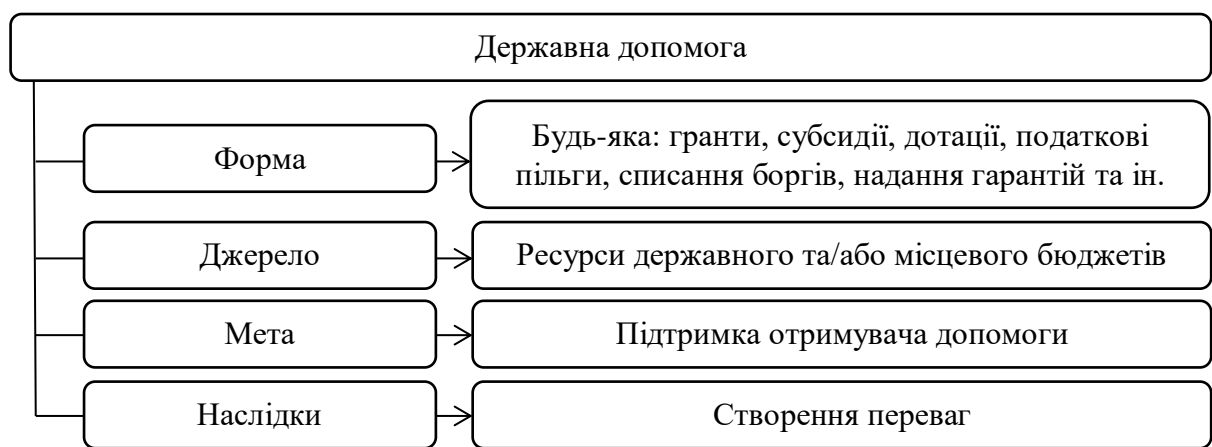 Державна допомога
Форма
Будь-яка: гранти, субсидії, дотації, податкові
пільги, списання боргів, надання гарантій та ін.
Джерело
Ресурси державного та/або місцевого бюджетів
Мета
Підтримка отримувача допомоги
Наслідки
Створення переваг